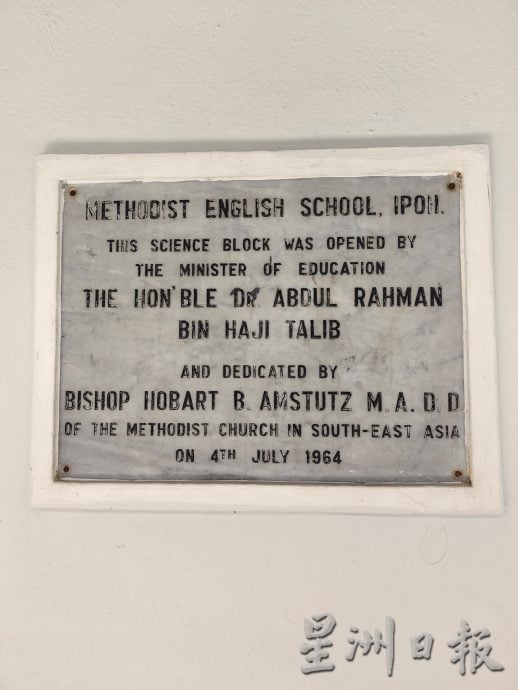 METHODIST ENGLISH SCHOOL, IPOH.
THIS SCIENCE BLOCK WAS OPENED BY
THE MINISTER OF EDUCATION
THE HON'BLE DR ABDUL RAHMAN
BIN HAJI TALIB
AND DEDICATED BY
BISHOP HOBART B. AMSTUTZ M.A. D.D
OF THE METHODIST CHURCH IN SOUTH-EAST ASIA
ON 4TH JULY 1964
星洲日報